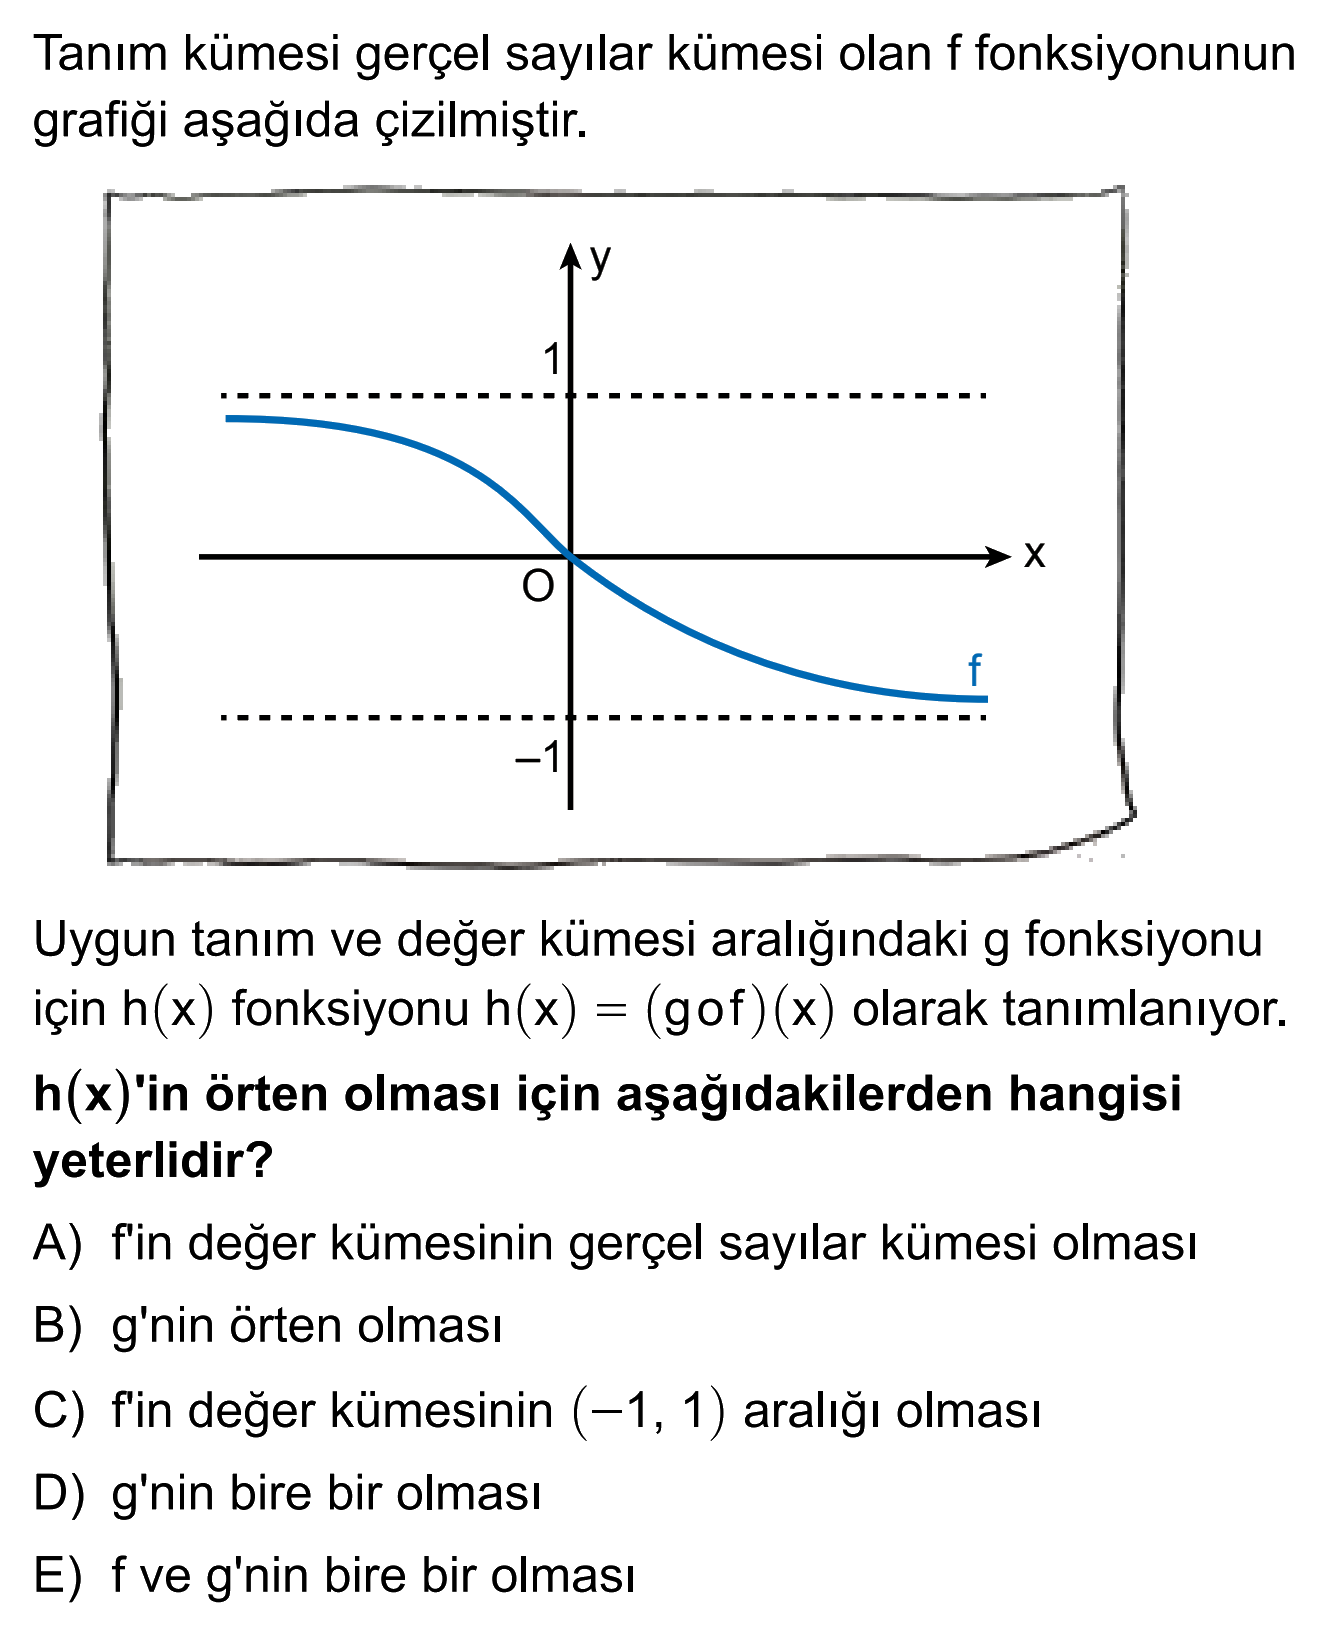 Tanım kümesi gerçel sayılar kümesi olan f fonksiyonunun
grafiği aşağıda çizilmiştir.
y
1
x
O
f
–1
Uygun tanım ve değer kümesi aralığındaki g fonksiyonu
için h(x) fonksiyonu h(x) = (gof)(x) olarak tanımlanıyor.
h(x)'in örten olması için aşağıdakilerden hangisi
yeterlidir?
A) f'in değer kümesinin gerçel sayılar kümesi olması
B) g'nin örten olması
C) f'in değer kümesinin (–1, 1) aralığı olması
D) g'nin bire bir olması
E) f ve g'nin bire bir olması